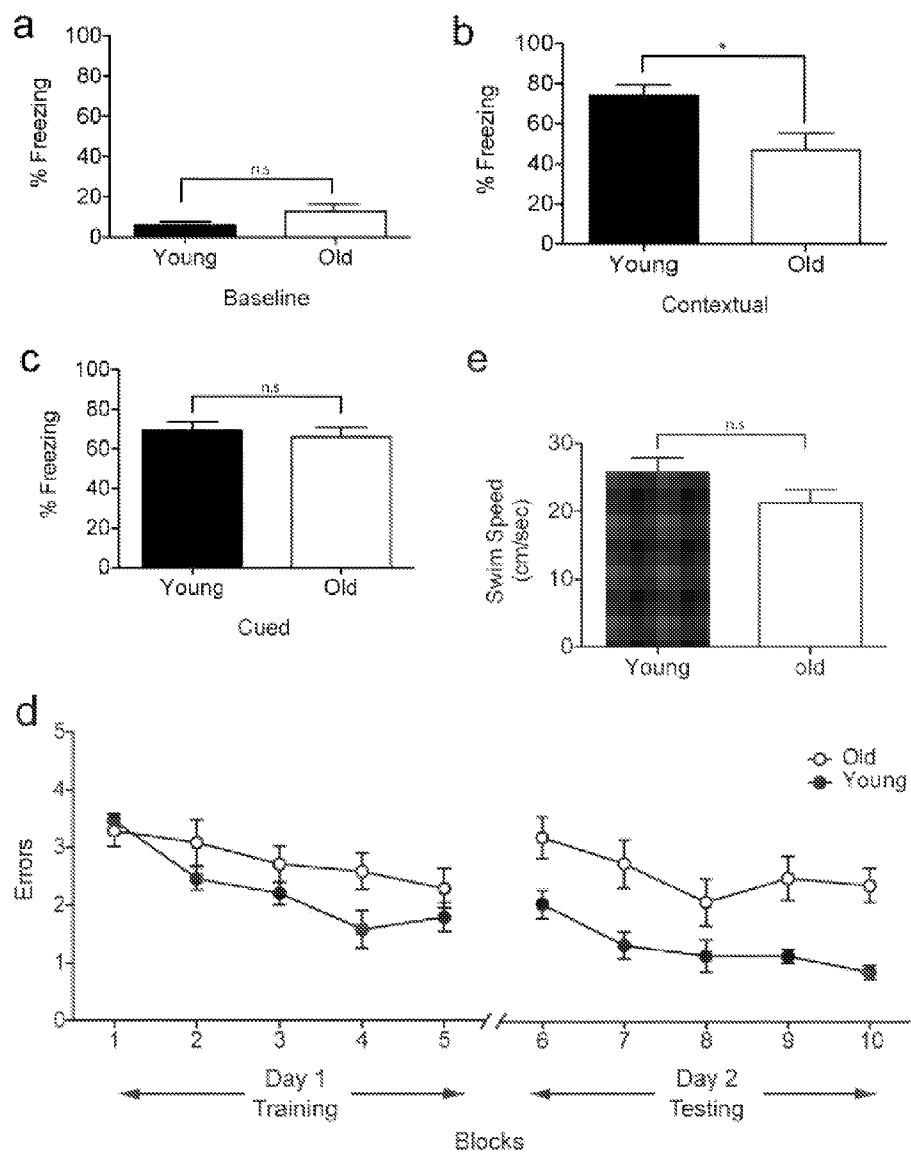 a
% Freezing
100
80
60
40
20
0
n.s
Young Old
Baseline
b
% Freezing
100
80
60
40
20
0
*
Young Old
Contextual
c
% Freezing
100
80
60
40
20
0
n.s
Young Old
Cued
e
Swim Speed
(cm/sec)
30
20
10
0
n.s
Young old
d
Errors
5
4
3
2
1
0
Old
Young
1 2 3 4 5 6 7 8 9 10
Day 1 Day 2
Training Testing
Blocks